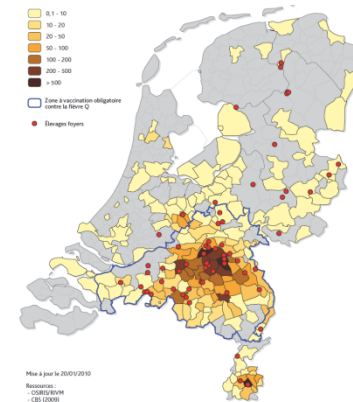 0,1 - 10
10 - 20
20 - 50
50 - 100
100 - 200
200 - 500
> 500
Zone à vaccination obligatoire
contre la fièvre Q
Élevages foyers
Mise à jour le 20/01/2010
Ressources :
- OSIRIS/RIVM
- CBS (2009)